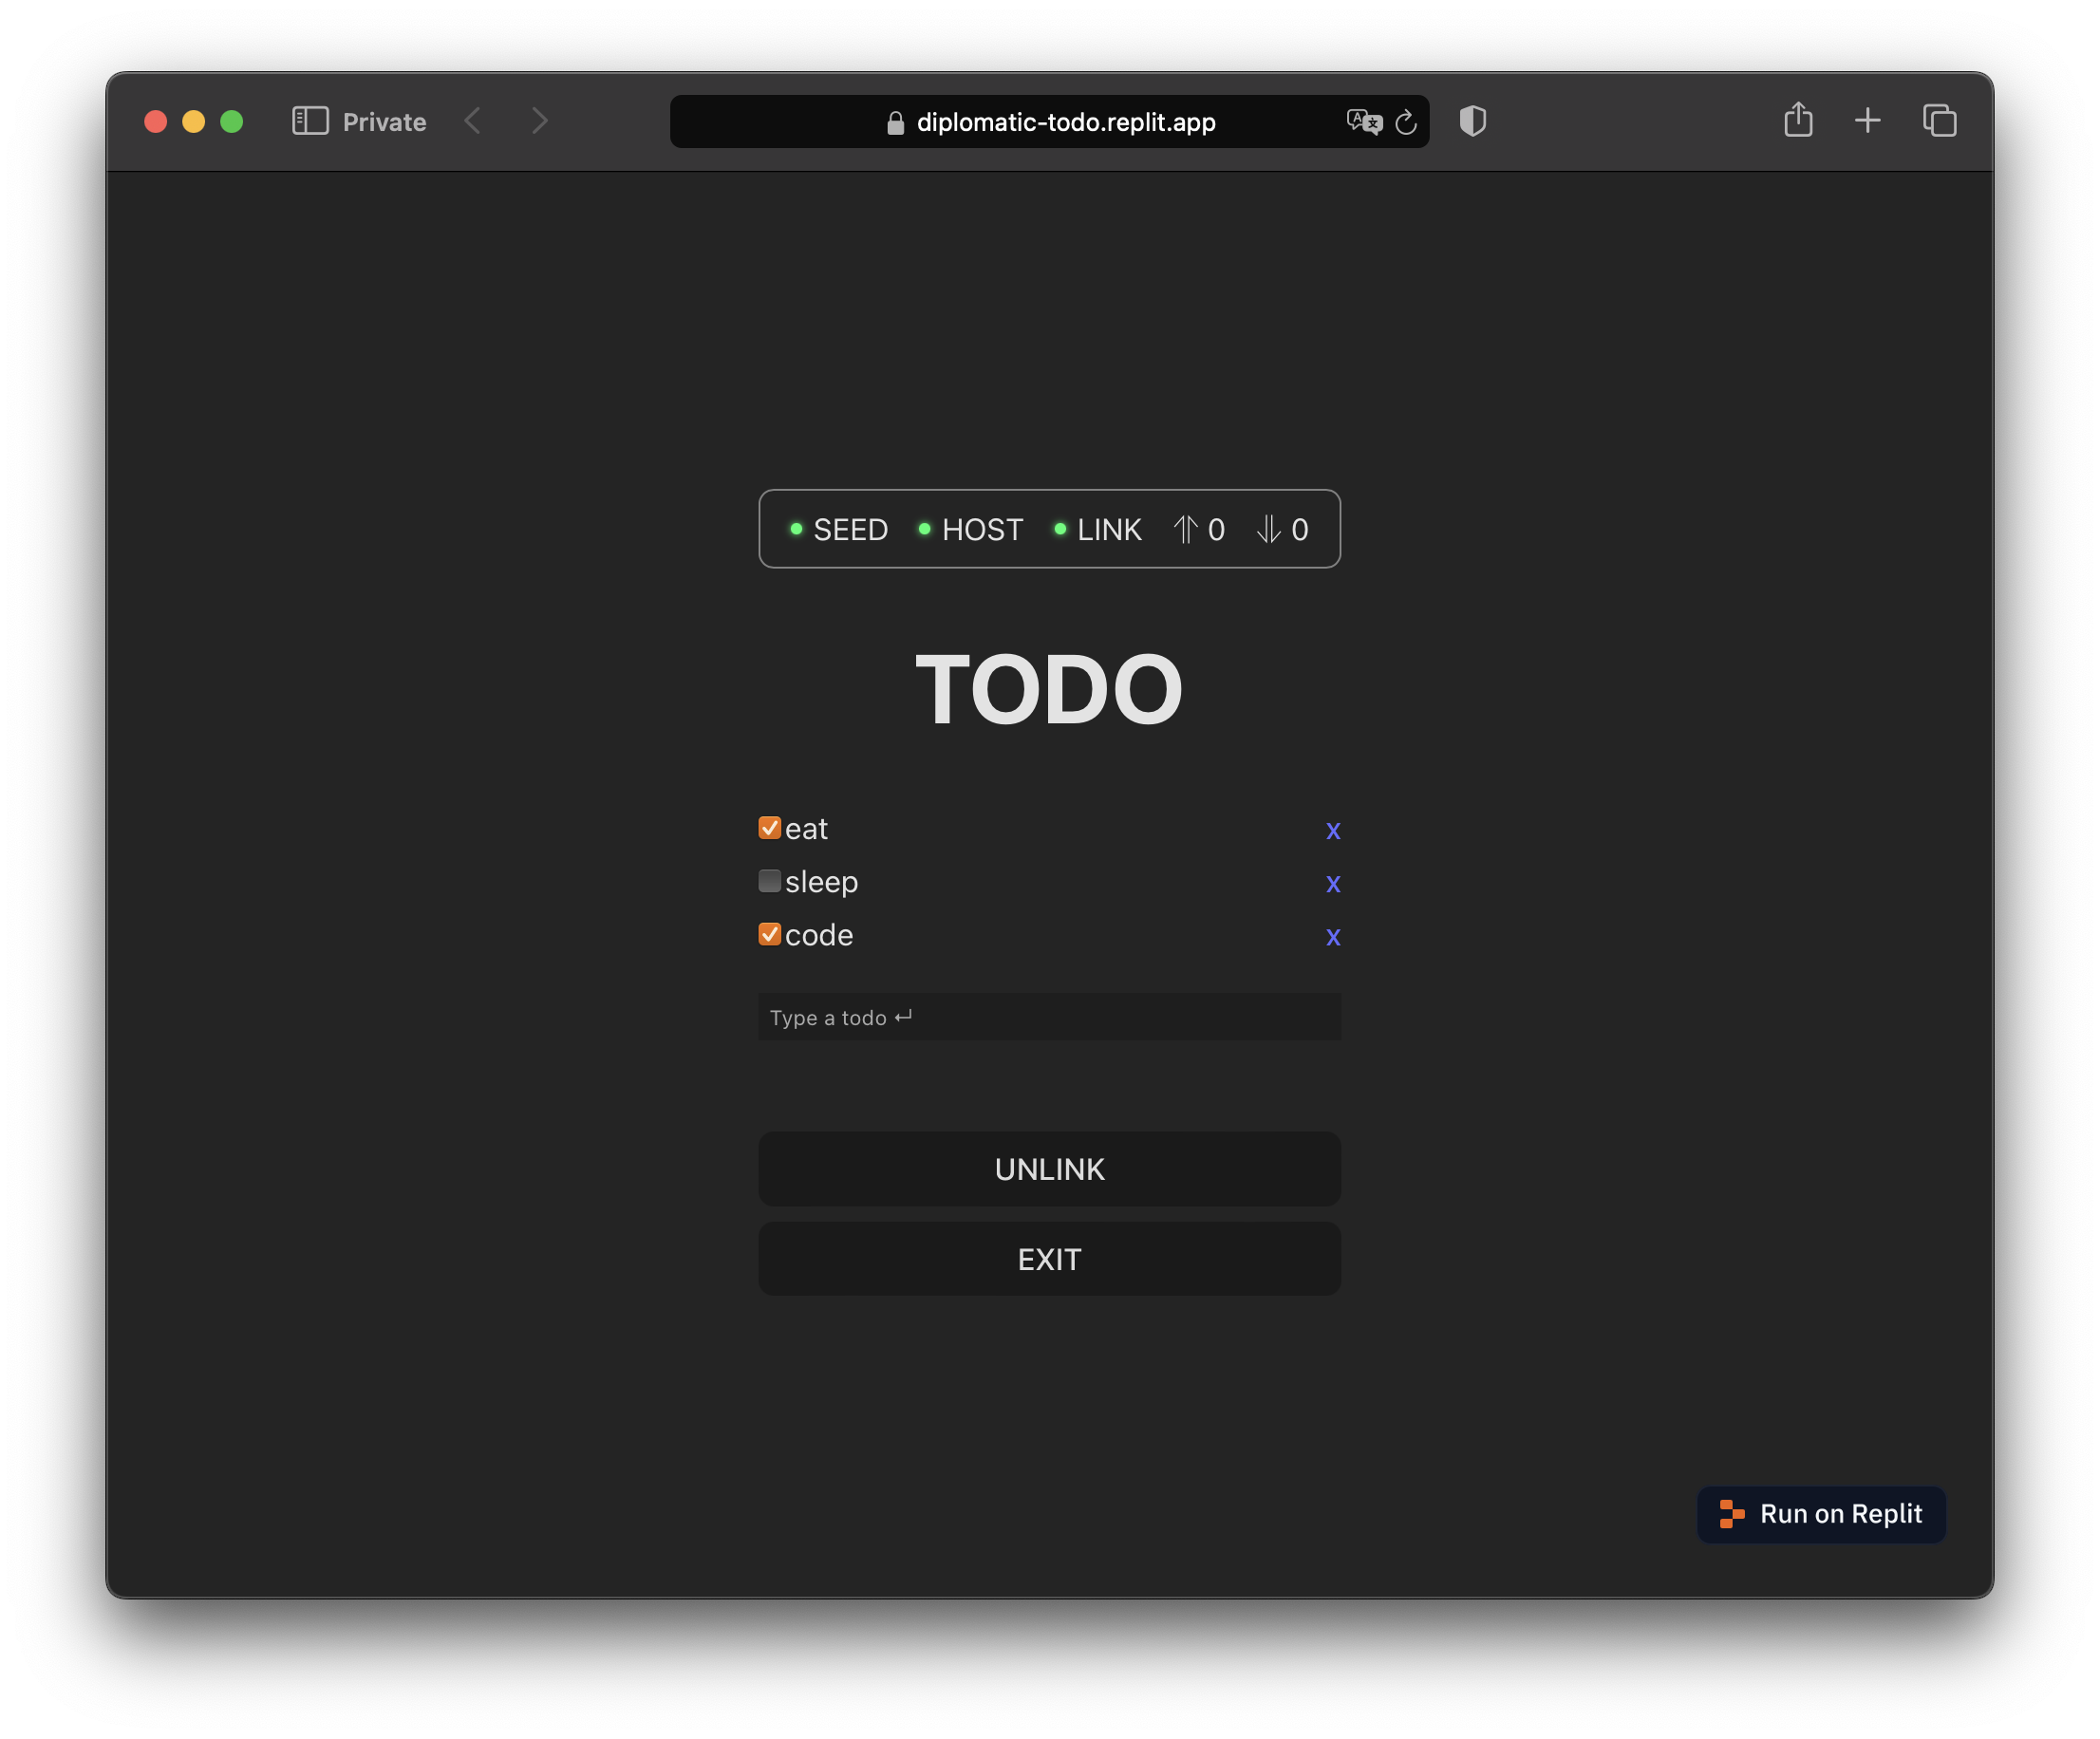 Private
diplomatic-todo.replit.app
SEED HOST LINK ⇑ 0 ⇓ 0
TODO
eat x
sleep x
code x
Type a todo ↵
UNLINK
EXIT
Run on Replit